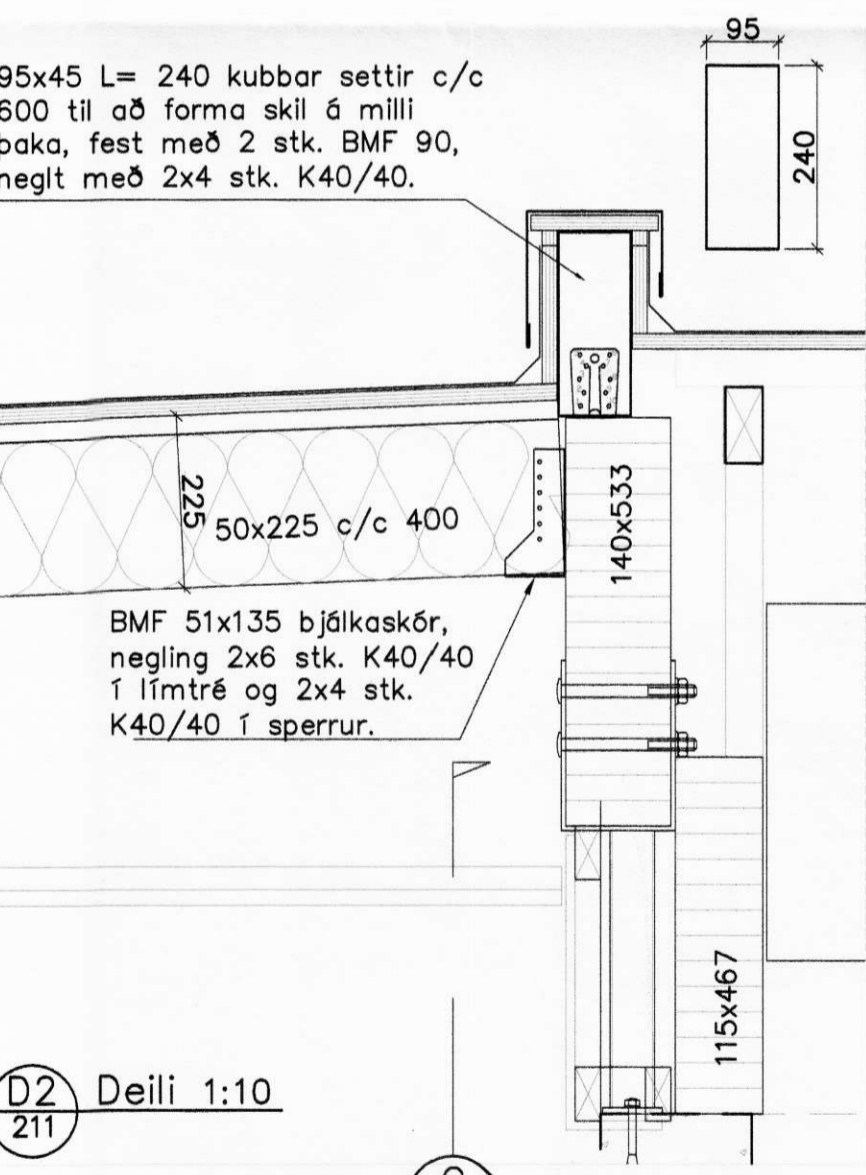 95x45 L= 240 kubbar settir c/c
600 til að forma skil á milli
þaka, fest með 2 stk. BMF 90,
neglt með 2x4 stk. K40/40.
95
240
225
50x225 c/c 400
140x533
BMF 51x135 bjálkaskór,
negling 2x6 stk. K40/40
í límtré og 2x4 stk.
K40/40 í sperrur.
115x467
D2 Deili 1:10
211